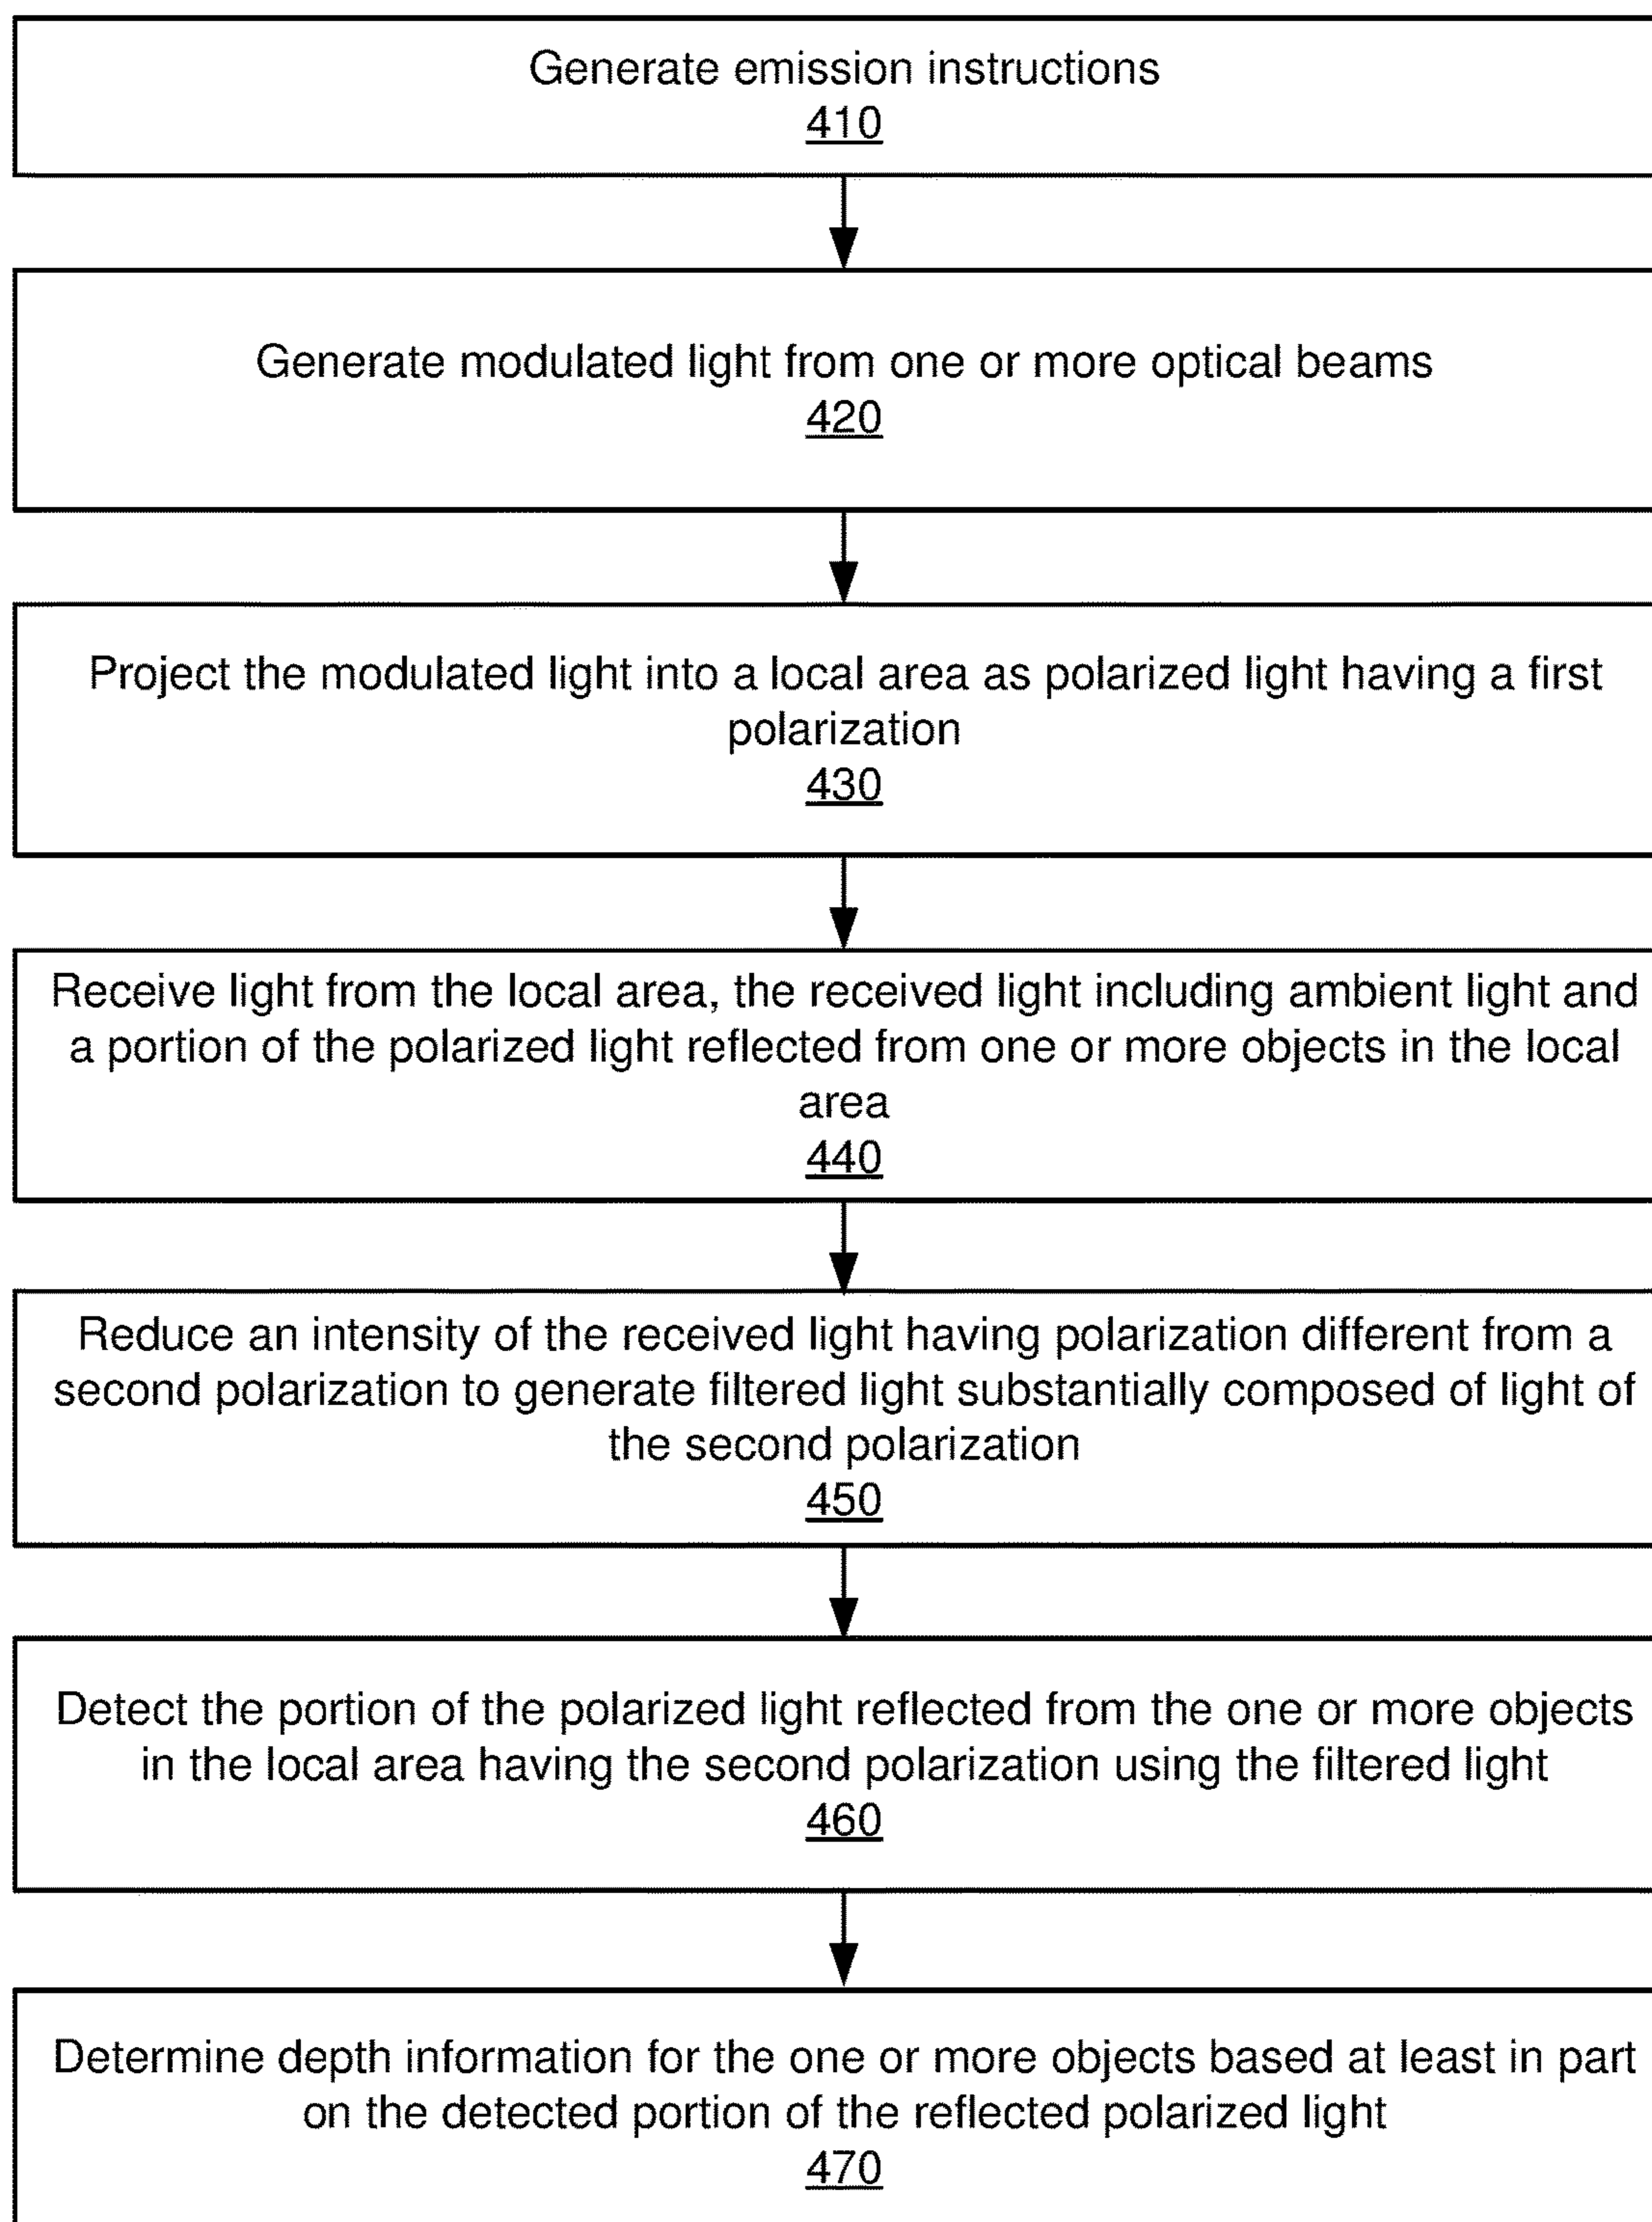 Generate emission instructions
410
Generate modulated light from one or more optical beams
420
Project the modulated light into a local area as polarized light having a first
polarization
430
Receive light from the local area, the received light including ambient light and
a portion of the polarized light reflected from one or more objects in the local
area
440
Reduce an intensity of the received light having polarization different from a
second polarization to generate filtered light substantially composed of light of
the second polarization
450
Detect the portion of the polarized light reflected from the one or more objects
in the local area having the second polarization using the filtered light
460
Determine depth information for the one or more objects based at least in part
on the detected portion of the reflected polarized light
470